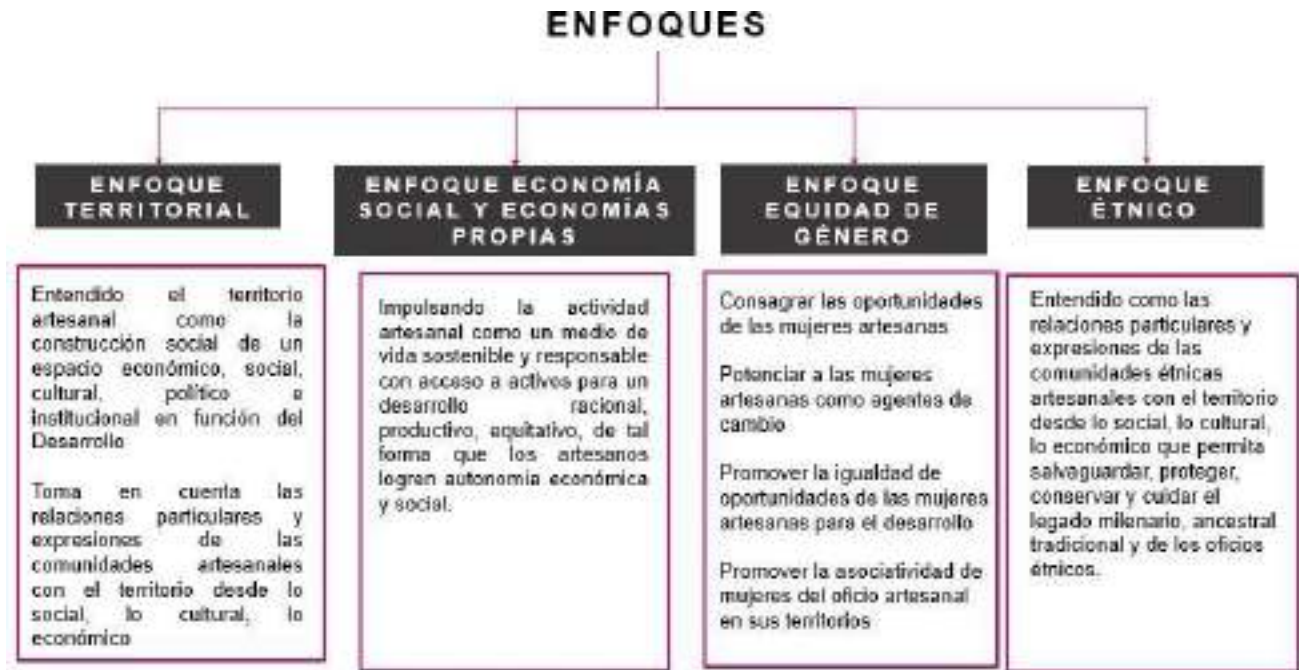 ENFOQUES
ENFOQUE
TERRITORIAL
Entendido el territorio
artesanal como la
construcción social de un
espacio económico, social,
cultural, político e
institucional en función del
Desarrollo
Toma en cuenta las
relaciones particulares y
expresiones de las
comunidades artesanales
con el territorio desde lo
social, lo cultural, lo
económico
ENFOQUE ECONOMÍA
SOCIAL Y ECONOMÍAS
PROPIAS
Impulsando la actividad
artesanal como un medio de
vida sostenible y responsable
con acceso a activos para un
desarrollo racional,
productivo, equitativo, de tal
forma que los artesanos
logren autonomía económica
y social.
ENFOQUE
EQUIDAD DE
GÉNERO
Consagrar las oportunidades
de las mujeres artesanas
Potenciar a las mujeres
artesanas como agentes de
cambio
Promover la igualdad de
oportunidades de las mujeres
artesanas para el desarrollo
Promover la asociatividad de
mujeres del oficio artesanal
en sus territorios
ENFOQUE
ÉTNICO
Entendido como las
relaciones particulares y
expresiones de las
comunidades étnicas
artesanales con el territorio
desde lo social, lo cultural,
lo económico que permita
salvaguardar, proteger,
conservar y cuidar el
legado milenario, ancestral
tradicional y de los oficios
étnicos.